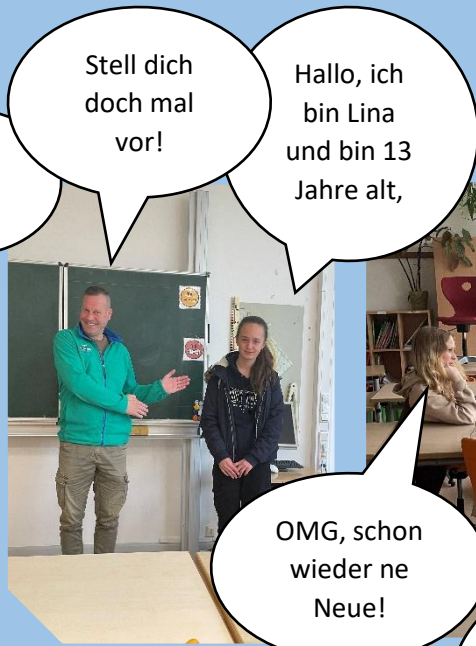 Stell dich
doch mal
vor!
Hallo, ich
bin Lina
und bin 13
Jahre alt,
OMG, schon
wieder ne
Neue!